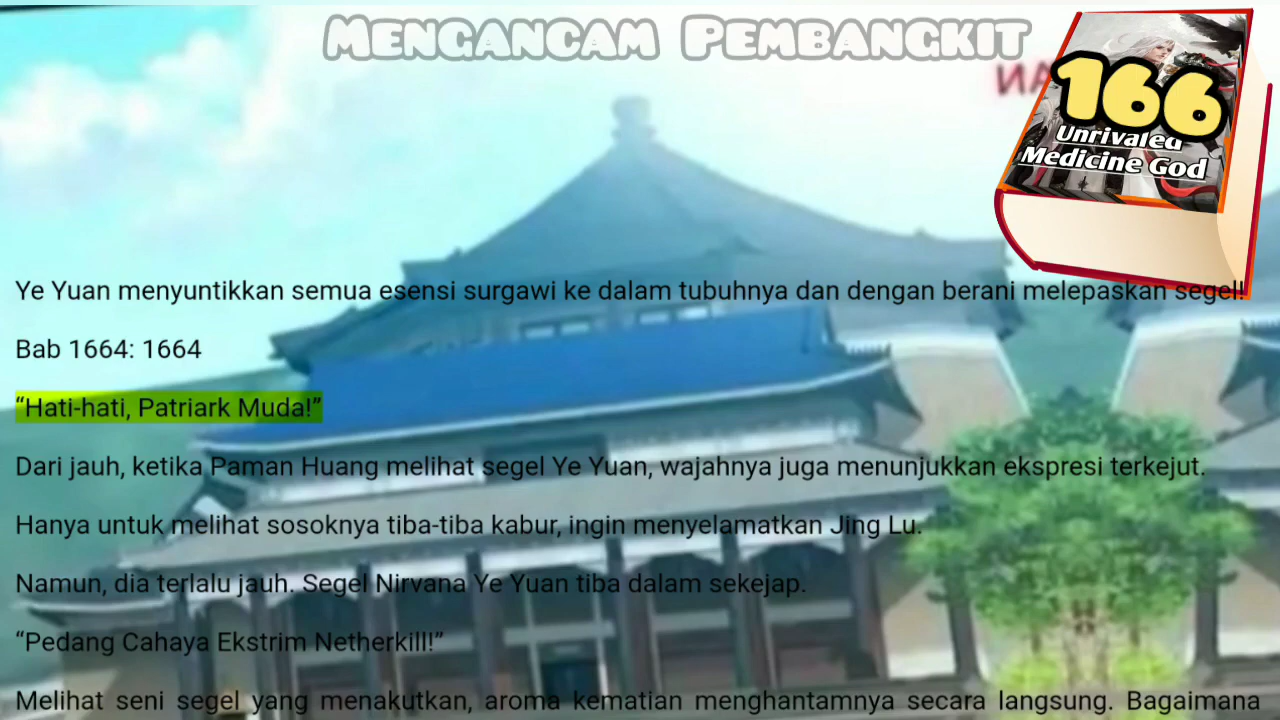 Mengancam Pembangkit
166
Unrivaled
Medicine God
Ye Yuan menyuntikkan semua esensi surgawi ke dalam tubuhnya dan dengan berani melepaskan segel!
Bab 1664: 1664
“Hati-hati, Patriark Muda!”
Dari jauh, ketika Paman Huang melihat segel Ye Yuan, wajahnya juga menunjukkan ekspresi terkejut.
Hanya untuk melihat sosoknya tiba-tiba kabur, ingin menyelamatkan Jing Lu.
Namun, dia terlalu jauh. Segel Nirvana Ye Yuan tiba dalam sekejap.
“Pedang Cahaya Ekstrim Netherkill!”
Melihat seni segel yang menakutkan, aroma kematian menghantamnya secara langsung. Bagaimana